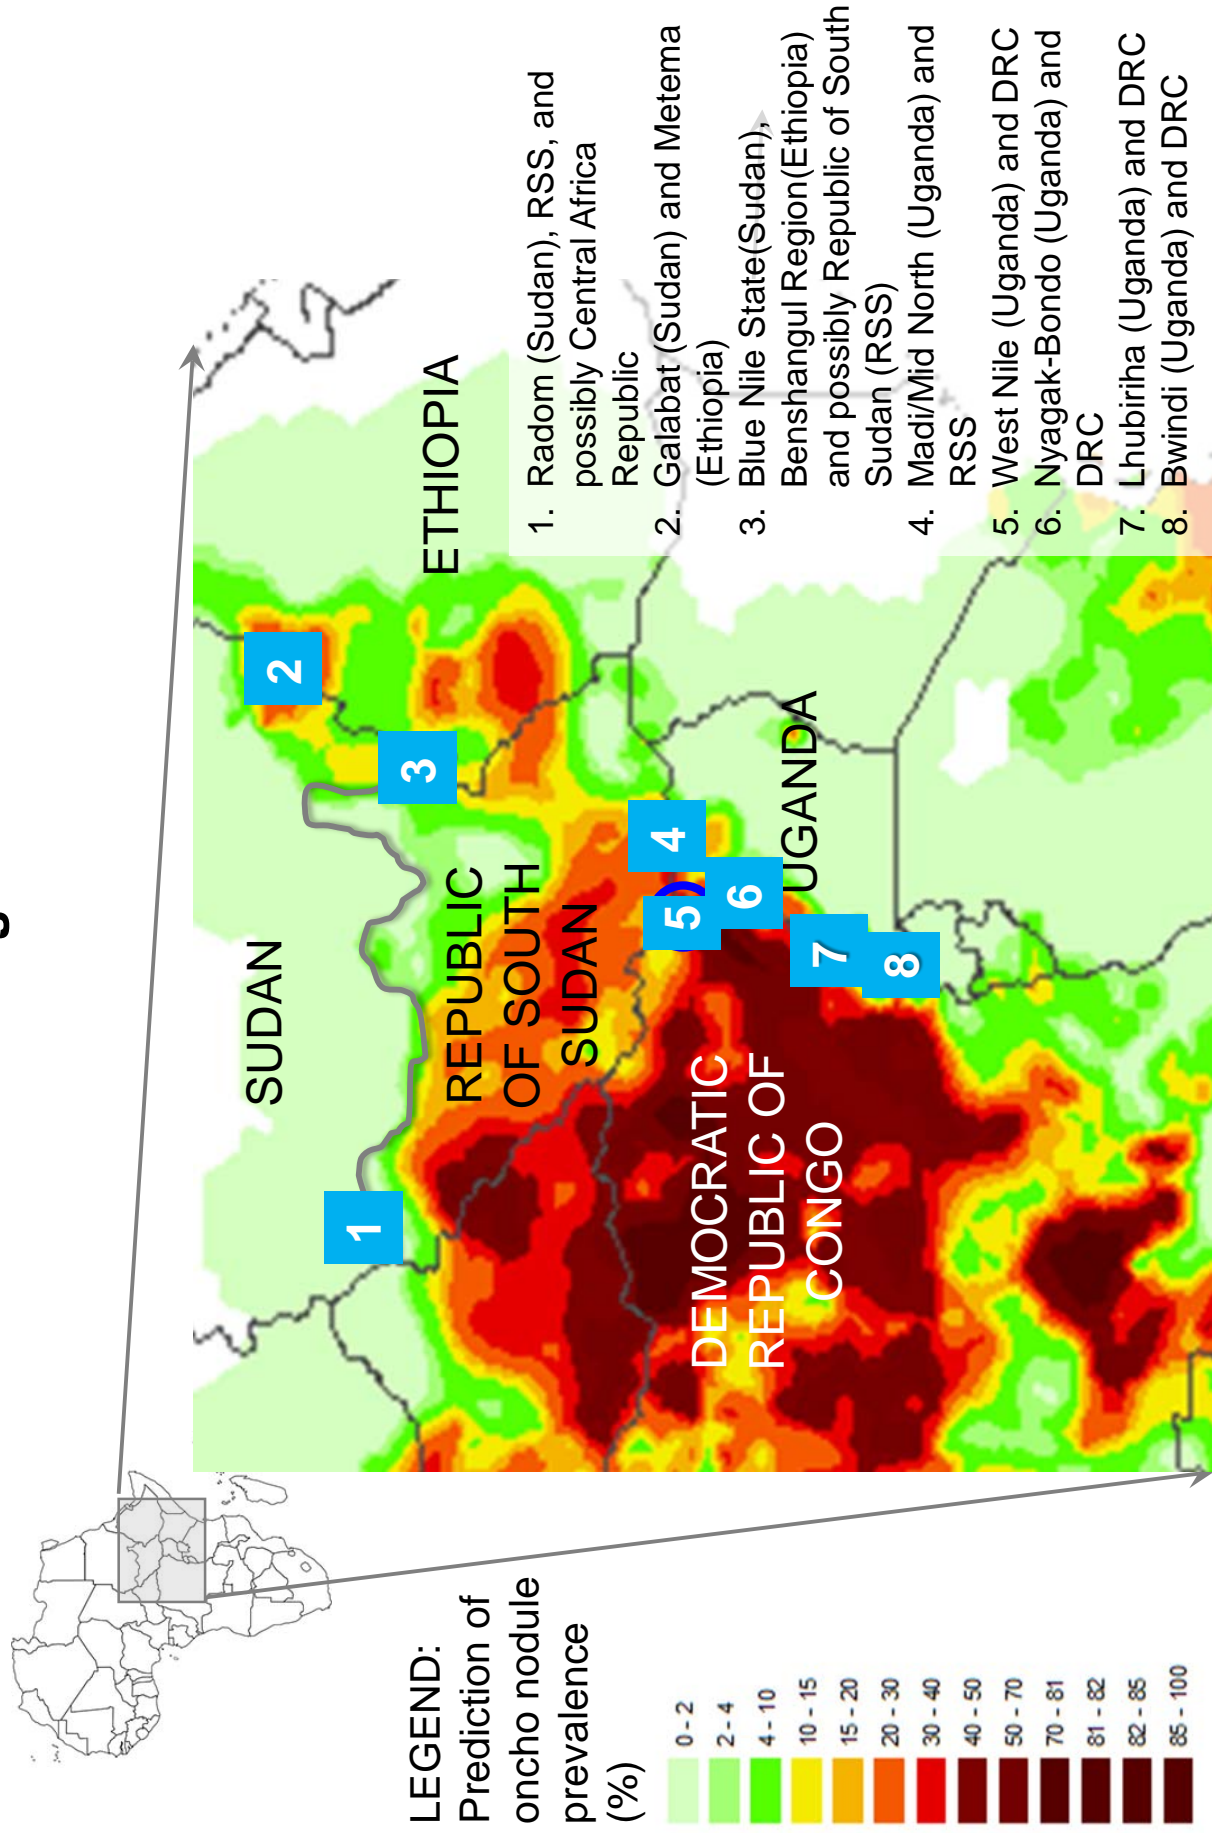 SUDAN
ETHIOPIA
REPUBLIC
OF SOUTH
SUDAN
DEMOCRATIC
REPUBLIC OF
CONGO
UGANDA
1
2
3
4
5
6
7
8
LEGEND:
Prediction of
oncho nodule
prevalence
(%)
0 - 2
2 - 4
4 - 10
10 - 15
15 - 20
20 - 30
30 - 40
40 - 50
50 - 70
70 - 81
81 - 82
82 - 85
85 - 100
1. Radom (Sudan), RSS, and
possibly Central Africa
Republic
2. Galabat (Sudan) and Metema
(Ethiopia)
3. Blue Nile State(Sudan),
Benshangul Region(Ethiopia)
and possibly Republic of South
Sudan (RSS)
4. Madi/Mid North (Uganda) and
RSS
5. West Nile (Uganda) and DRC
6. Nyagak-Bondo (Uganda) and
DRC
7. Lhubiriha (Uganda) and DRC
8. Bwindi (Uganda) and DRC